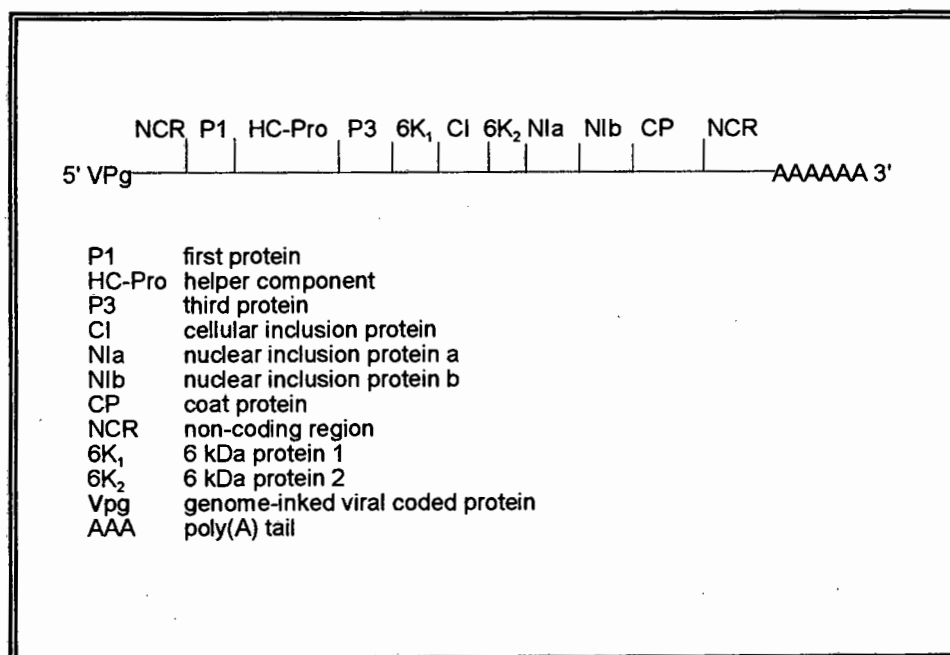 NCR P1 HC-Pro P3 6K₁ CI 6K₂ NIa NIb CP NCR
5' VPg AAAAAA 3'
P1 first protein
HC-Pro helper component
P3 third protein
CI cellular inclusion protein
NIa nuclear inclusion protein a
NIb nuclear inclusion protein b
CP coat protein
NCR non-coding region
6K₁ 6 kDa protein 1
6K₂ 6 kDa protein 2
Vpg genome-inked viral coded protein
AAA poly(A) tail